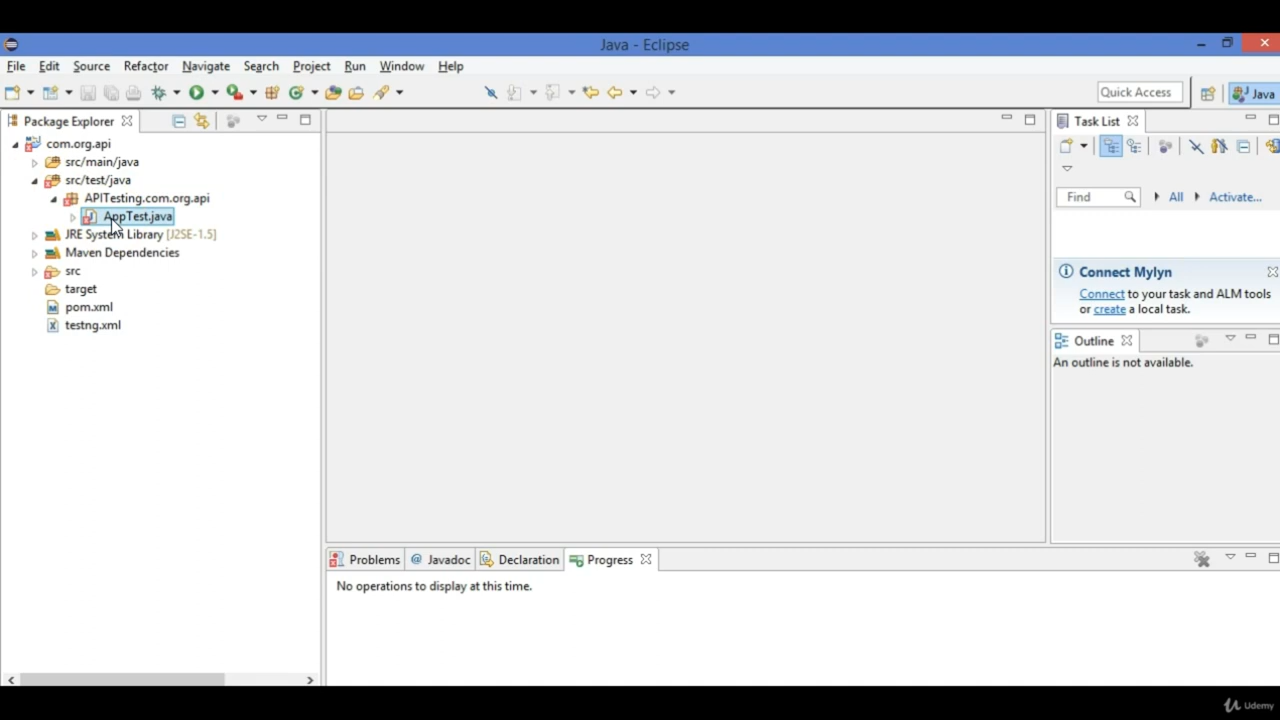 Java - Eclipse
File Edit Source Refactor Navigate Search Project Run Window Help
Quick Access
Java
Package Explorer
com.org.api
src/main/java
src/test/java
APITesting.com.org.api
AppTest.java
JRE System Library [J2SE-1.5]
Maven Dependencies
src
target
pom.xml
testng.xml
Task List
Find
All
Activate...
Connect Mylyn
Connect to your task and ALM tools
or create a local task.
Outline
An outline is not available.
Problems
@ Javadoc
Declaration
Progress
No operations to display at this time.
Udemy